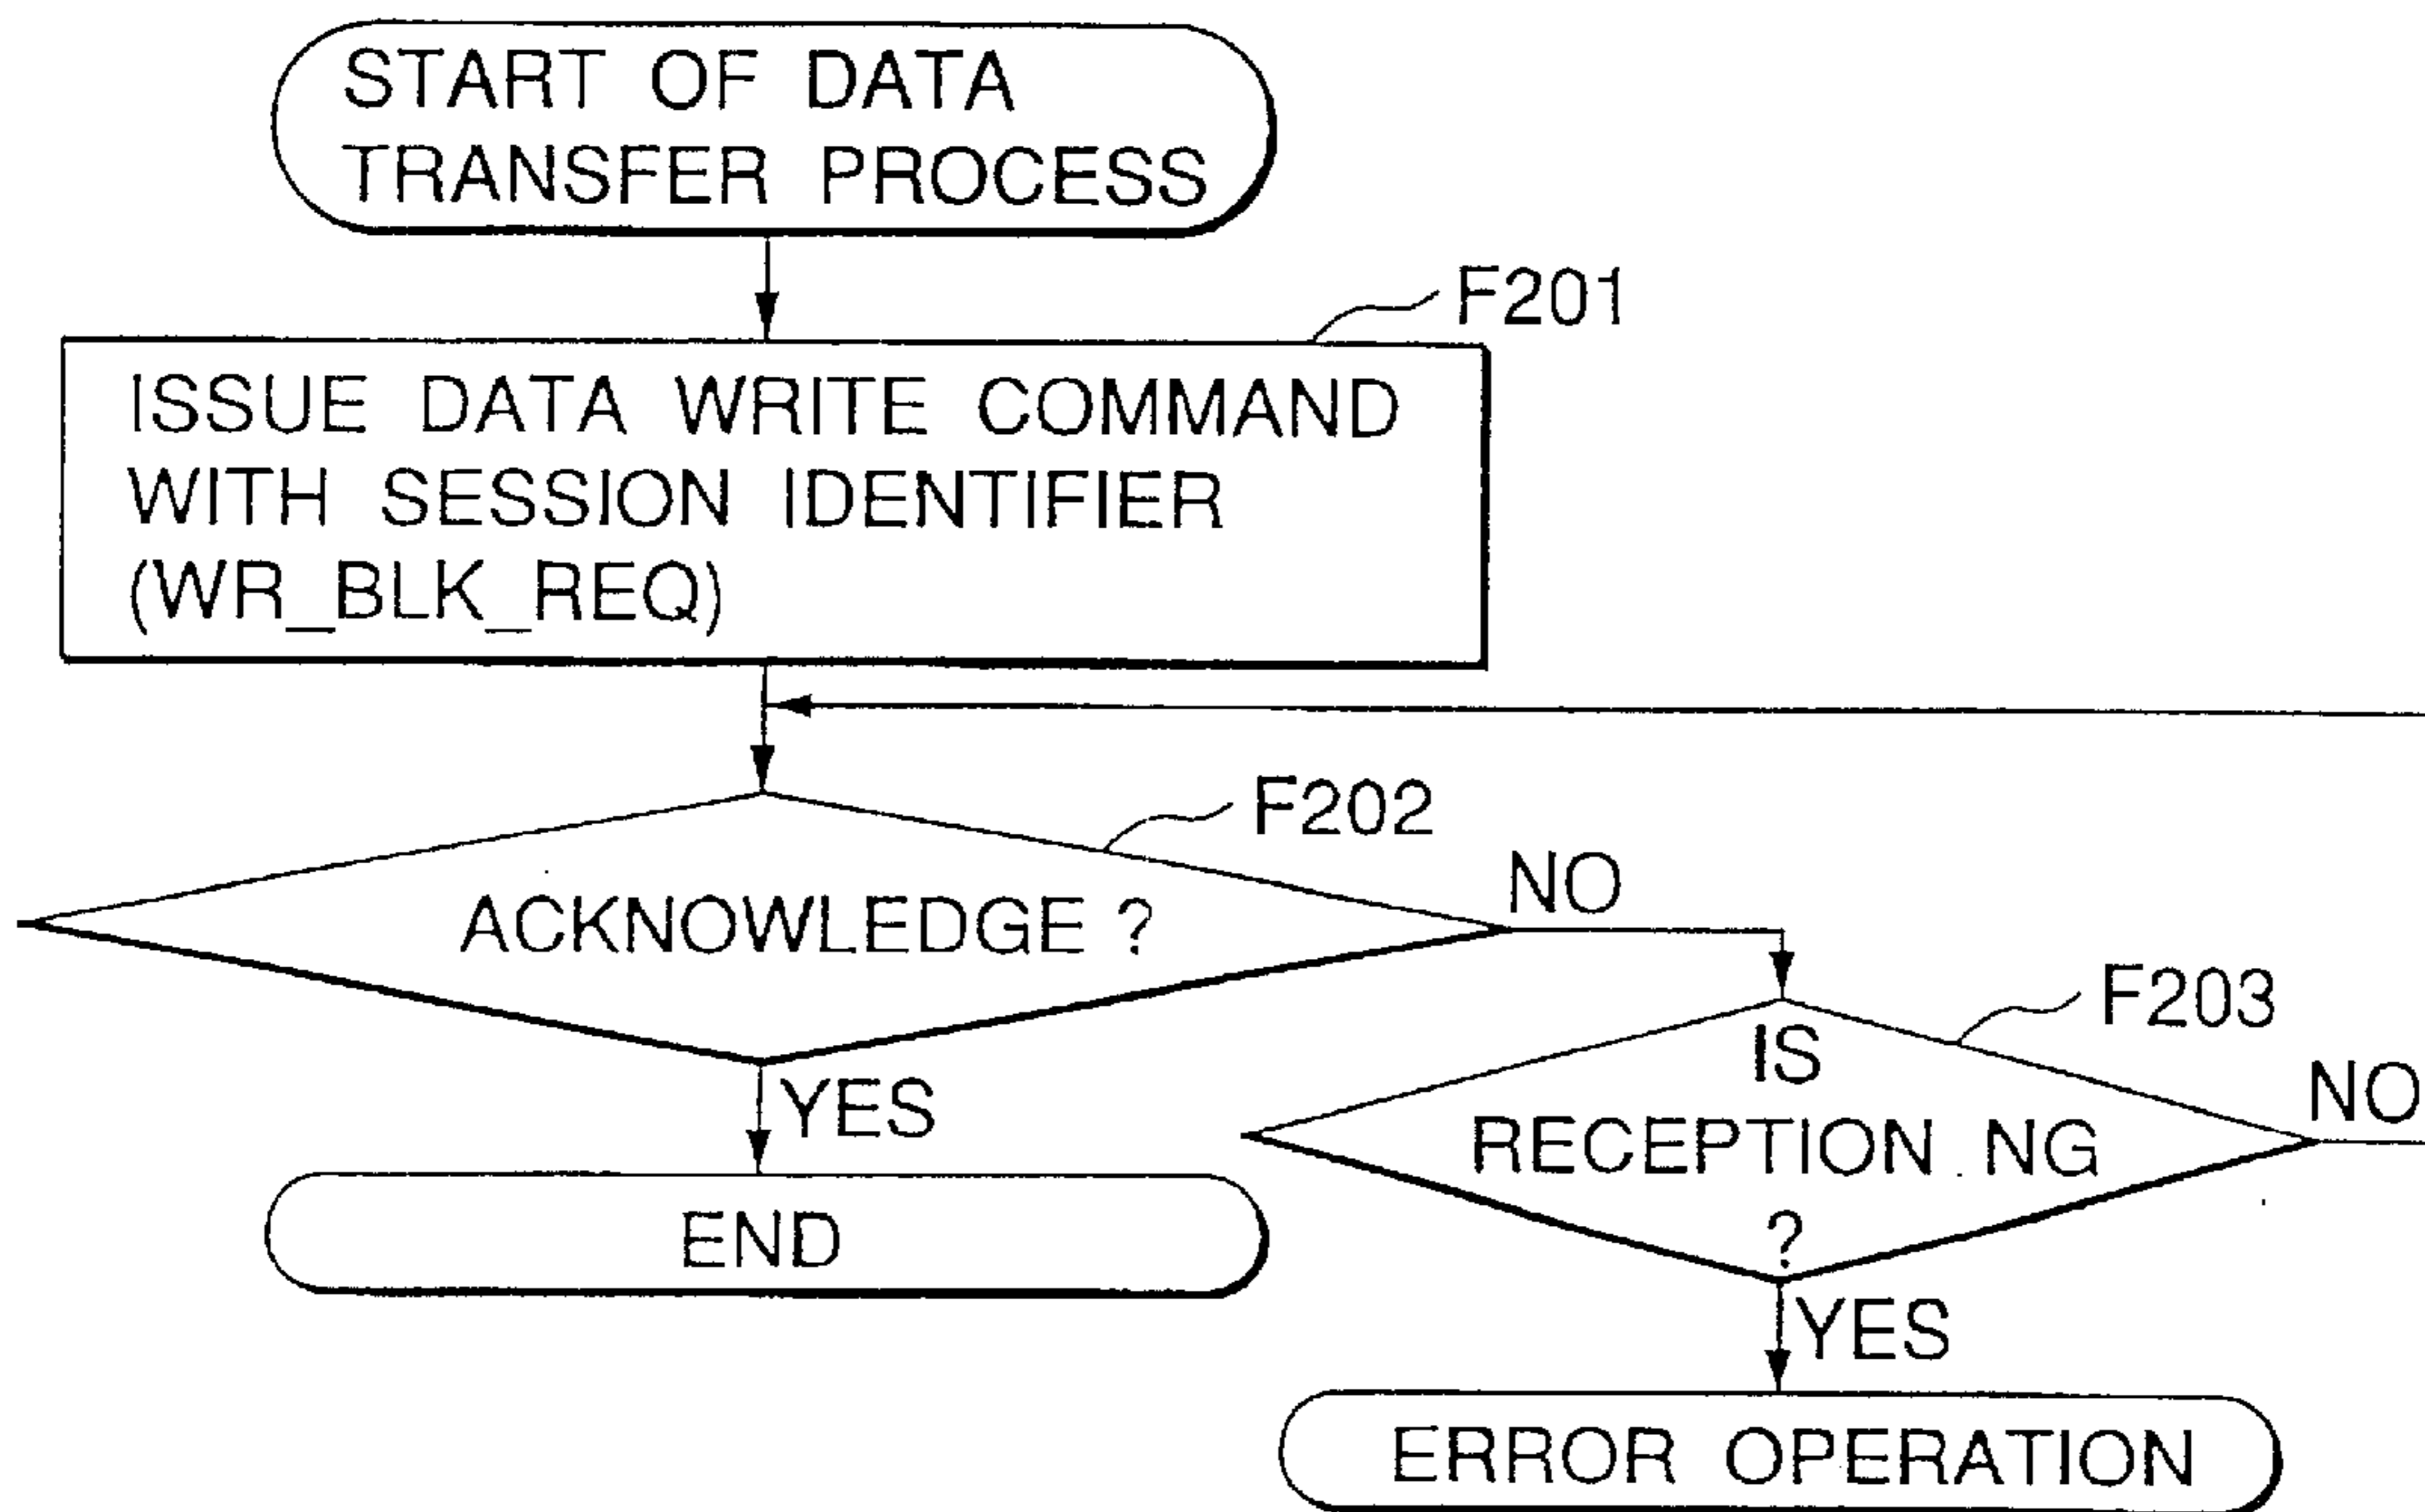 START OF DATA
TRANSFER PROCESS
F201
ISSUE DATA WRITE COMMAND
WITH SESSION IDENTIFIER
(WR_BLK_REQ)
F202
NO
ACKNOWLEDGE ?
F203
IS
NO
RECEPTION NG
?
YES
END
YES
ERROR OPERATION